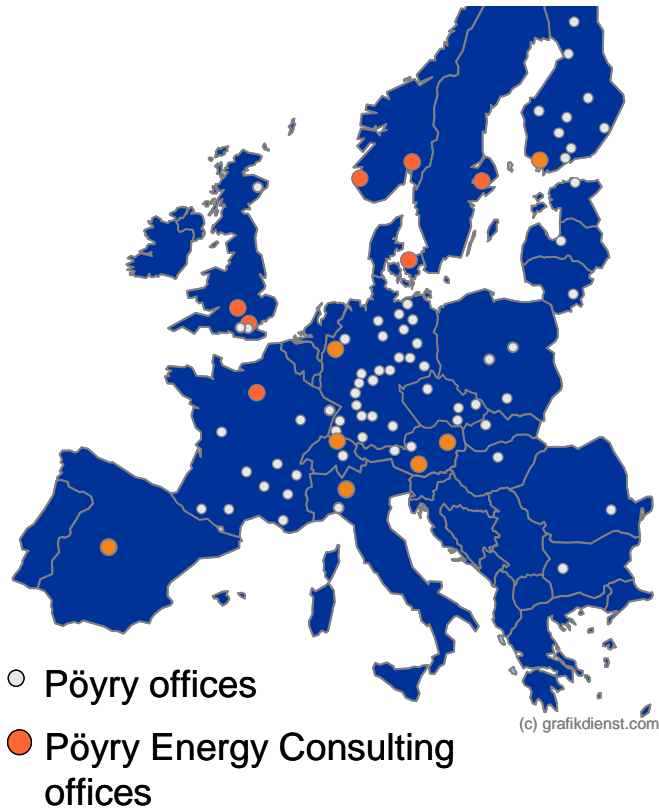 Pöyry offices
(c) grafikdienst.com
Pöyry Energy Consulting
offices